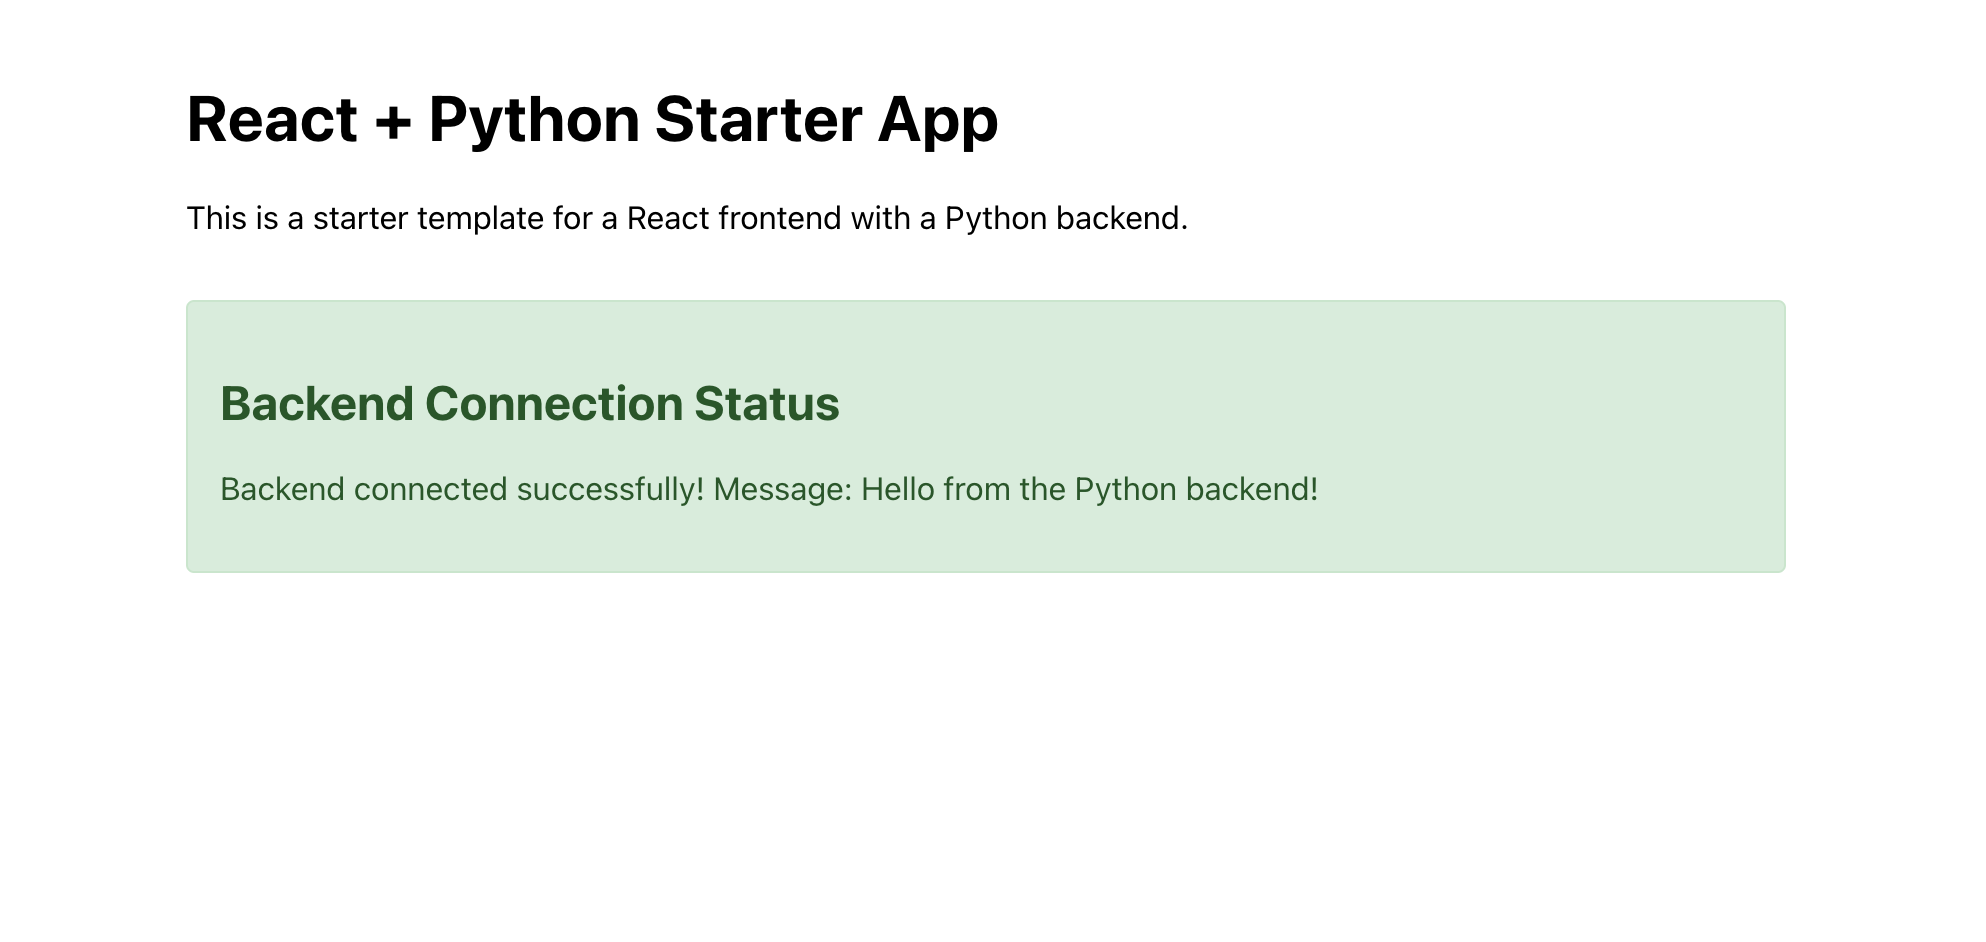 React + Python Starter App
This is a starter template for a React frontend with a Python backend.
Backend Connection Status
Backend connected successfully! Message: Hello from the Python backend!